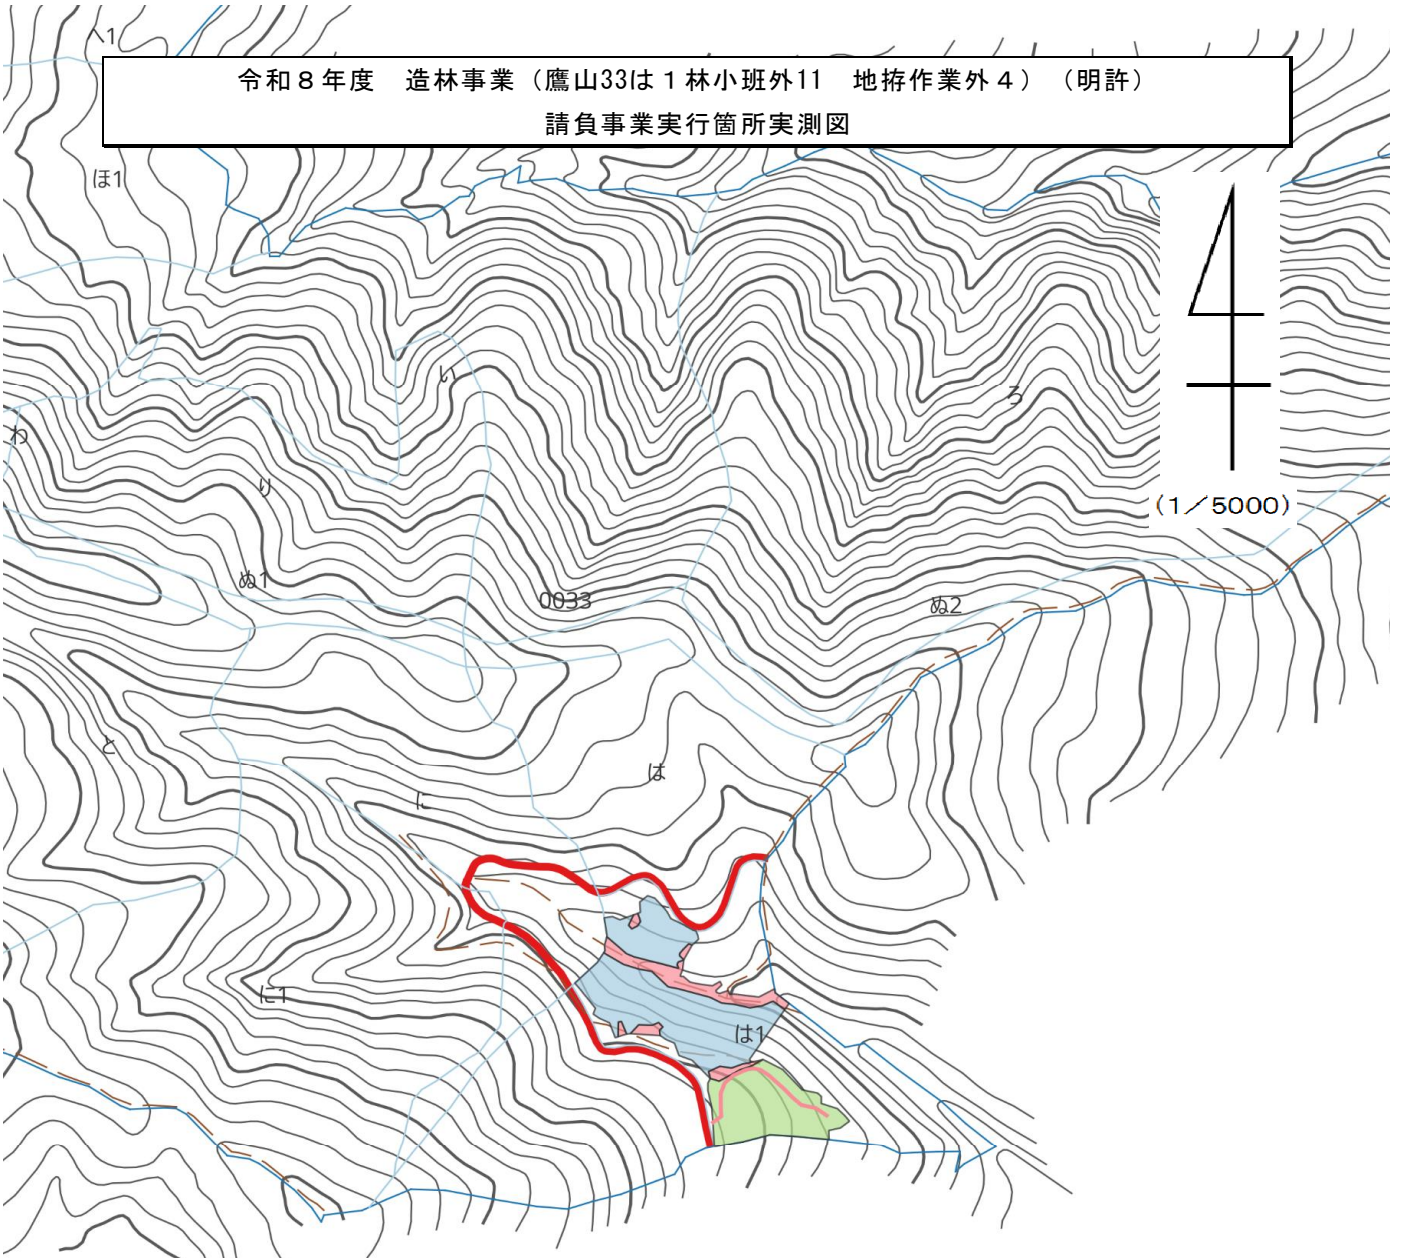 へ1
令和８年度　造林事業（鷹山33は１林小班外11　地拵作業外４）（明許）
請負事業実行箇所実測図
ほ1
い
ろ
わ
り
(１／5000)
ぬ1
0033
ぬ2
と
は
に
に1
は1